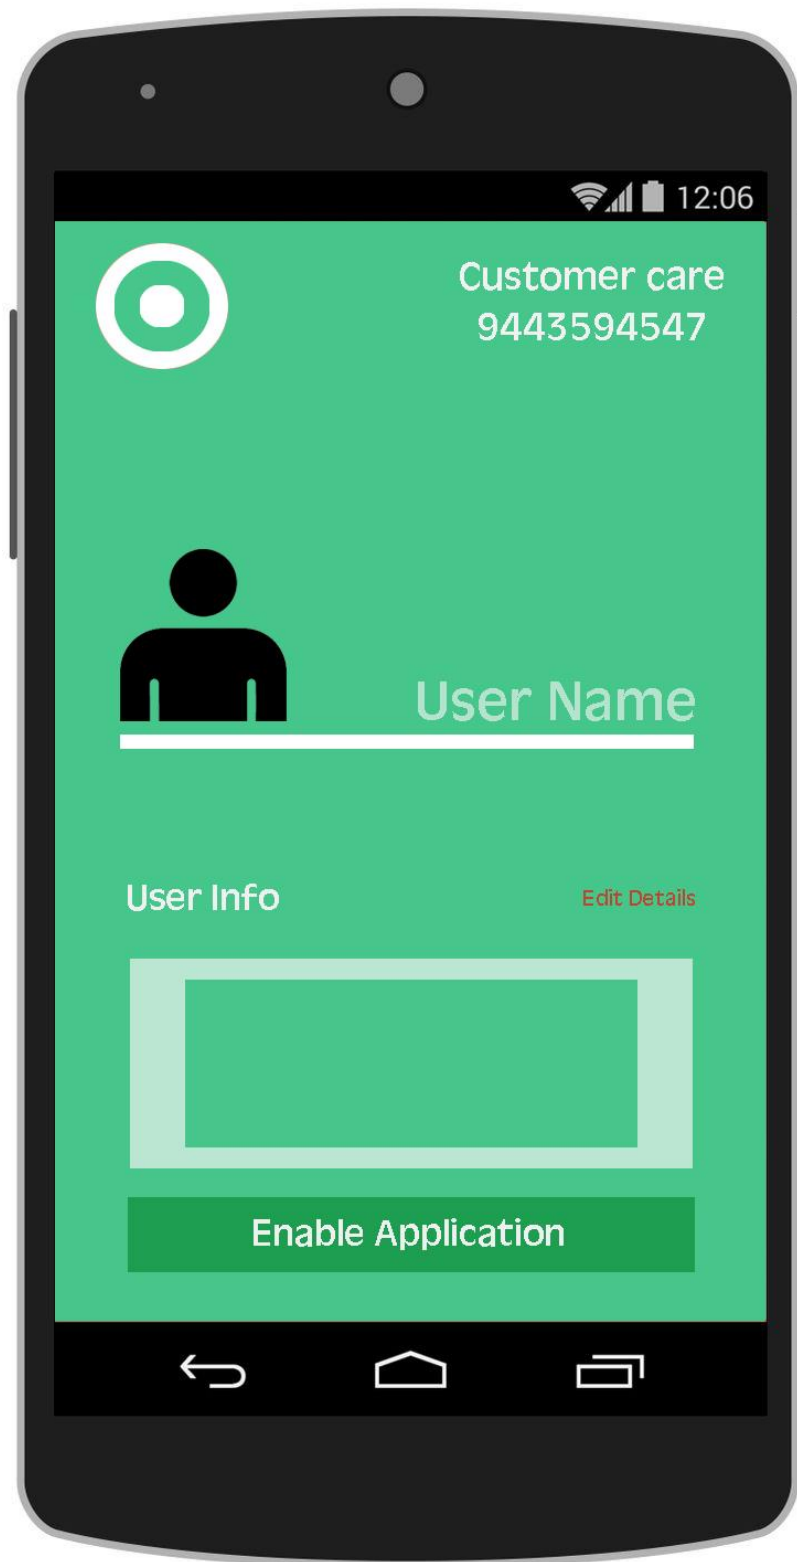 12:06
Customer care
9443594547
User Name
User Info
Edit Details
Enable Application